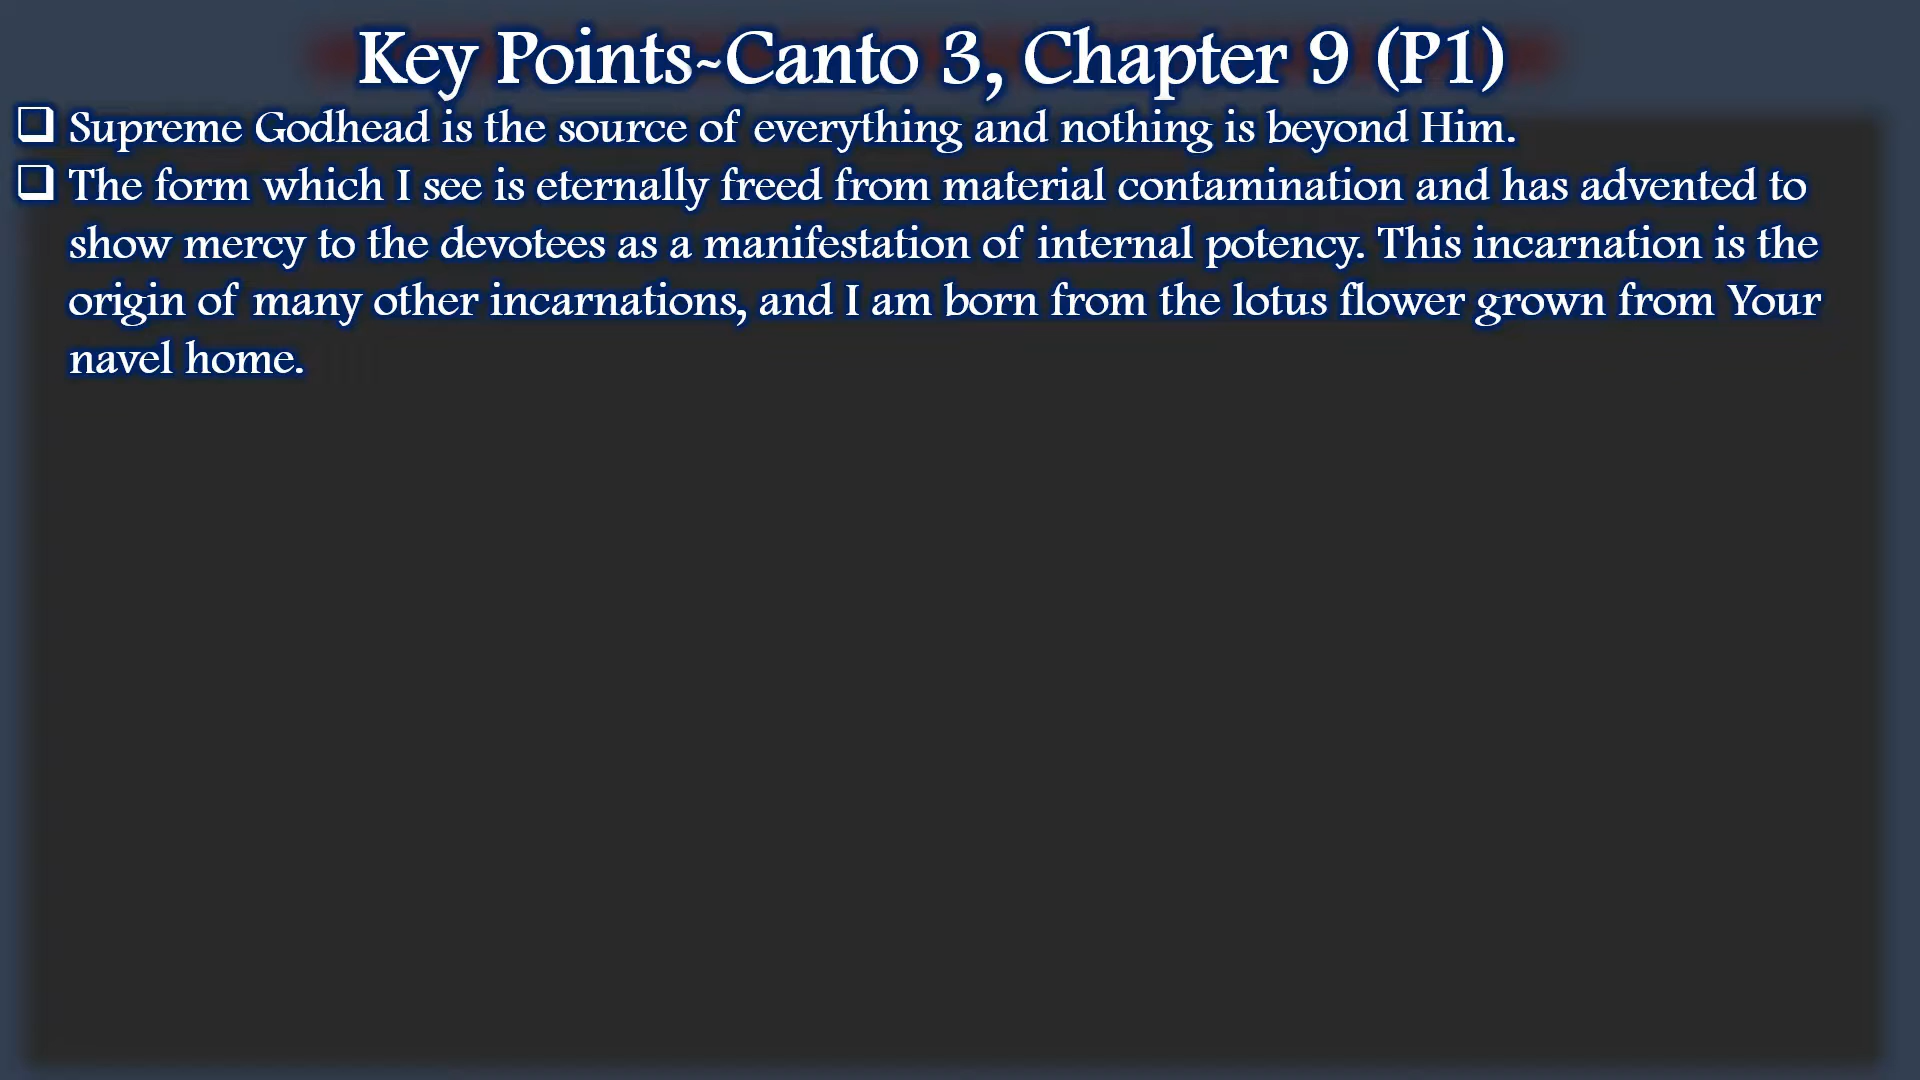 Key Points~Canto 3, Chapter 9 (P1)
❑ Supreme Godhead is the source of everything and nothing is beyond Him.
❑ The form which I see is eternally freed from material contamination and has advented to
show mercy to the devotees as a manifestation of internal potency. This incarnation is the
origin of many other incarnations, and I am born from the lotus flower grown from Your
navel home.